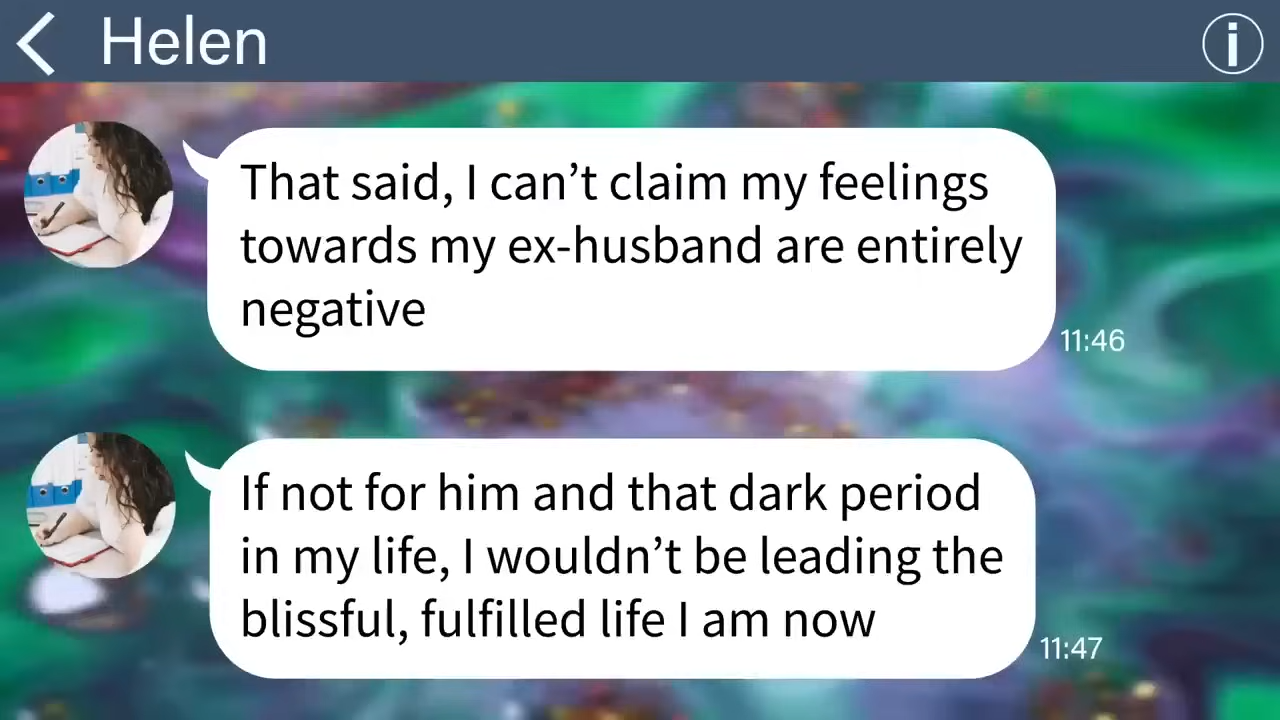 Helen
i
That said, I can’t claim my feelings
towards my ex-husband are entirely
negative
11:46
If not for him and that dark period
in my life, I wouldn’t be leading the
blissful, fulfilled life I am now
11:47